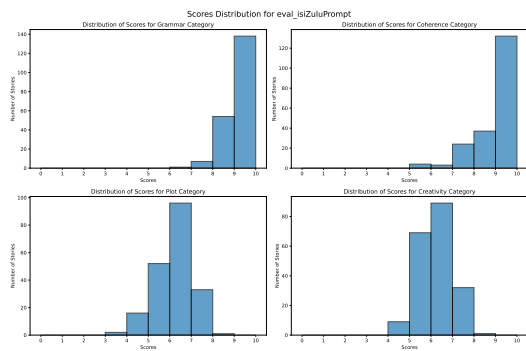 Scores Distribution for eval_isiZuluPrompt
Distribution of Scores for Grammar Category
Number of Stories
140
120
100
80
60
40
20
0
0 1 2 3 4 5 6 7 8 9 10
Scores
Distribution of Scores for Coherence Category
Number of Stories
120
100
80
60
40
20
0
0 1 2 3 4 5 6 7 8 9 10
Scores
Distribution of Scores for Plot Category
Number of Stories
100
80
60
40
20
0
0 1 2 3 4 5 6 7 8 9 10
Scores
Distribution of Scores for Creativity Category
Number of Stories
80
60
40
20
0
0 1 2 3 4 5 6 7 8 9 10
Scores